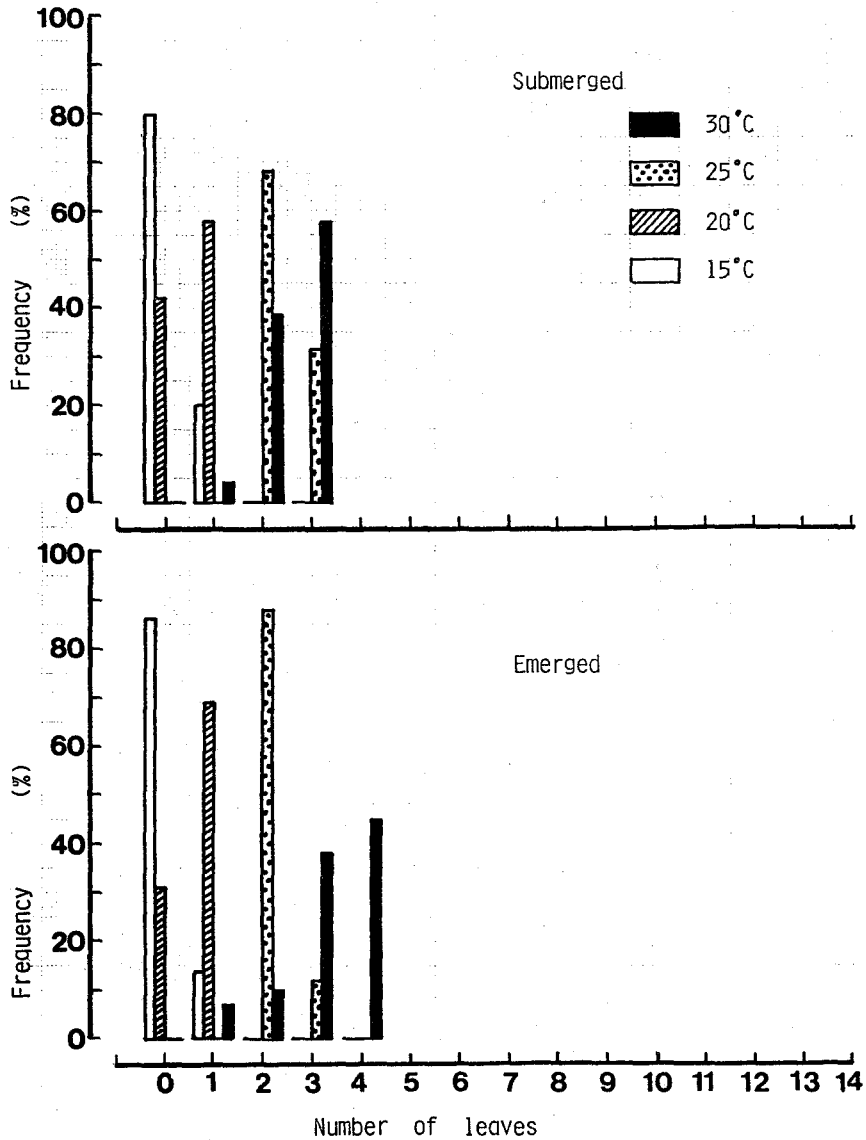 100
80
60
40
20
0
Frequency (%)
Submerged
30°C
25°C
20°C
15°C
100
80
60
40
20
0
Frequency (%)
Emerged
0 1 2 3 4 5 6 7 8 9 10 11 12 13 14
Number of leaves